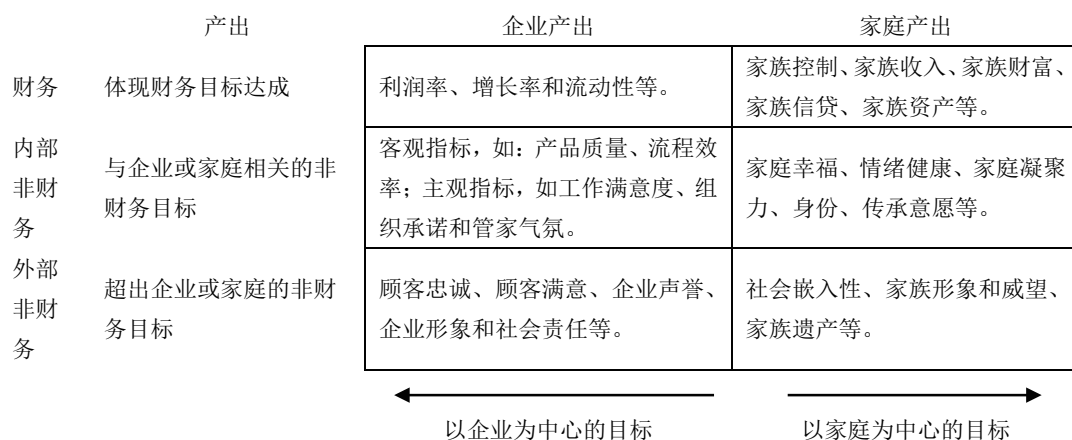 产出
企业产出
家庭产出
财务
体现财务目标达成
利润率、增长率和流动性等。
家族控制、家族收入、家族财富、
家族信贷、家族资产等。
内部
非财
务
与企业或家庭相关的非
财务目标
客观指标，如：产品质量、流程效
率；主观指标，如工作满意度、组
织承诺和管家气氛。
家庭幸福、情绪健康、家庭凝聚
力、身份、传承意愿等。
外部
非财
务
超出企业或家庭的非财
务目标
顾客忠诚、顾客满意、企业声誉、
企业形象和社会责任等。
社会嵌入性、家族形象和威望、
家族遗产等。
以企业为中心的目标
以家庭为中心的目标